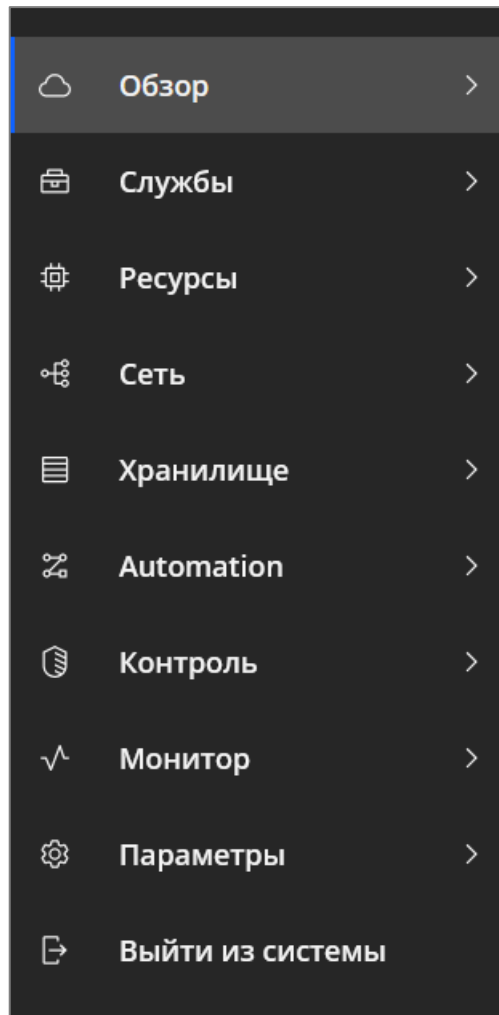 Обзор
Службы
Ресурсы
Сеть
Хранилище
Automation
Контроль
Монитор
Параметры
Выйти из системы